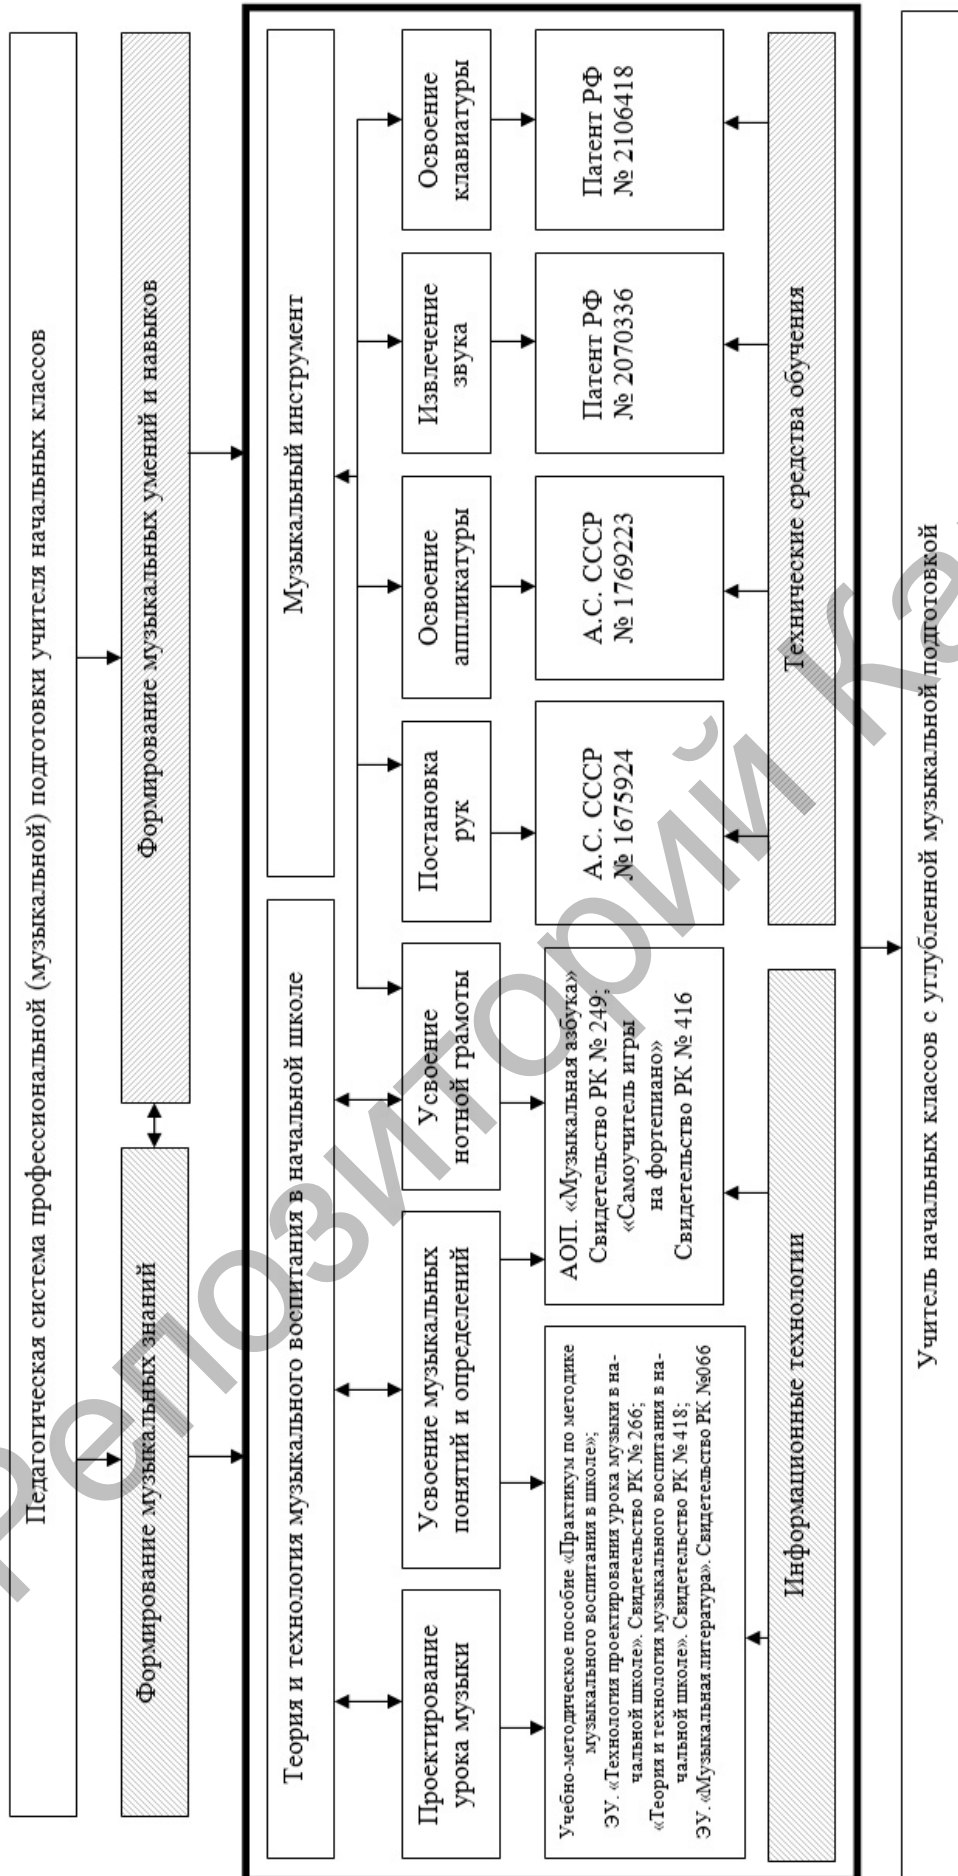 Педагогическая система профессиональной (музыкальной) подготовки учителя начальных классов
Формирование музыкальных знаний
Формирование музыкальных умений и навыков
Теория и технология музыкального воспитания в начальной школе
Музыкальный инструмент
Проектирование
урока музыки
Усвоение музыкальных
понятий и определений
Усвоение
нотной грамоты
Постановка
рук
Освоение
аппликатуры
Извлечение
звука
Освоение
клавиатуры
Учебно-методическое пособие «Практикум по методике
музыкального воспитания в школе»;
ЭУ. «Технология проектирования урока музыки в на-
чальной школе». Свидетельство РК № 266;
«Теория и технология музыкального воспитания в на-
чальной школе». Свидетельство РК № 418;
ЭУ. «Музыкальная литература». Свидетельство РК №066
АОП. «Музыкальная азбука»
Свидетельство РК № 249;
«Самоучитель игры
на фортепиано»
Свидетельство РК № 416
А.С. СССР
№ 1675924
А.С. СССР
№ 1769223
Патент РФ
№ 2070336
Патент РФ
№ 2106418
Информационные технологии
Технические средства обучения
Учитель начальных классов с углубленной музыкальной подготовкой
Репозиторий Ка